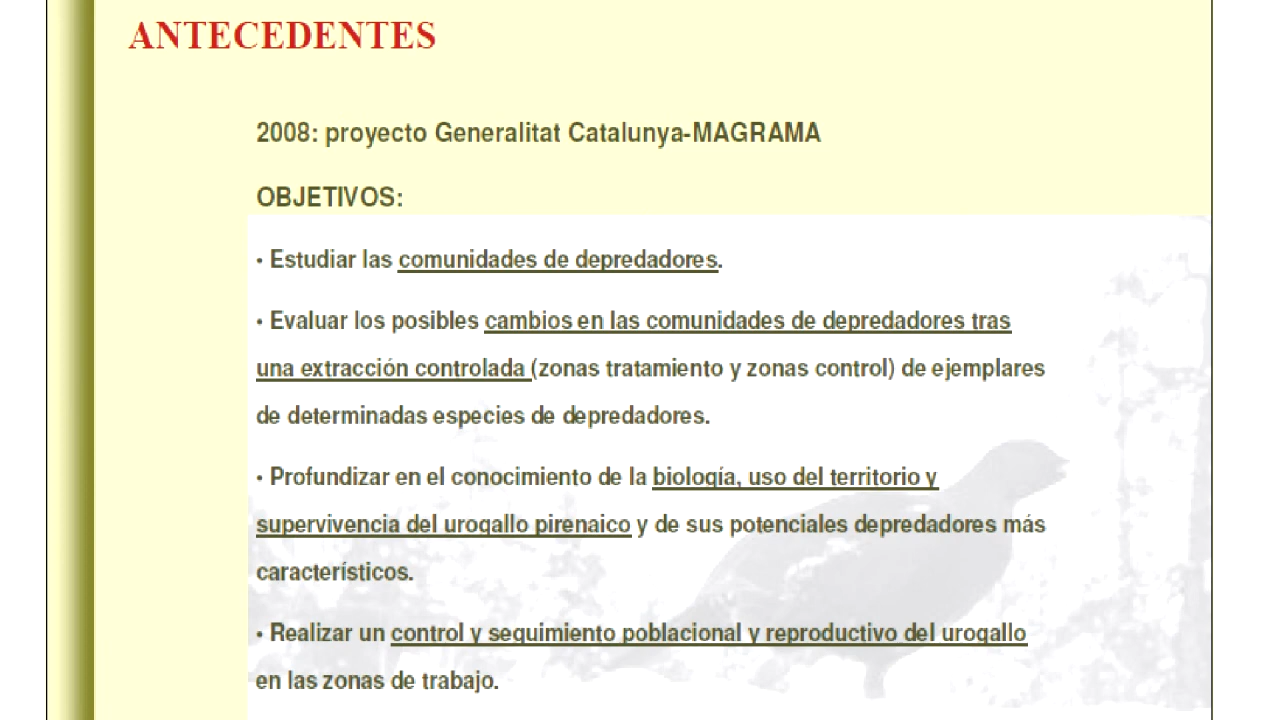 ANTECEDENTES
2008: proyecto Generalitat Catalunya-MAGRAMA
OBJETIVOS:
• Estudiar las comunidades de depredadores.
• Evaluar los posibles cambios en las comunidades de depredadores tras
una extracción controlada (zonas tratamiento y zonas control) de ejemplares
de determinadas especies de depredadores.
• Profundizar en el conocimiento de la biología, uso del territorio y
supervivencia del urogallo pirenaico y de sus potenciales depredadores más
característicos.
• Realizar un control y seguimiento poblacional y reproductivo del urogallo
en las zonas de trabajo.